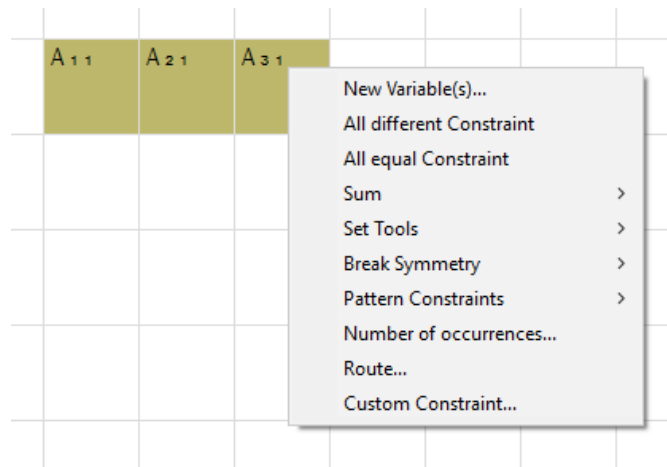 A 1 1 A 2 1 A 3 1
New Variable(s)...
All different Constraint
All equal Constraint
Sum
Set Tools
Break Symmetry
Pattern Constraints
Number of occurrences...
Route...
Custom Constraint...